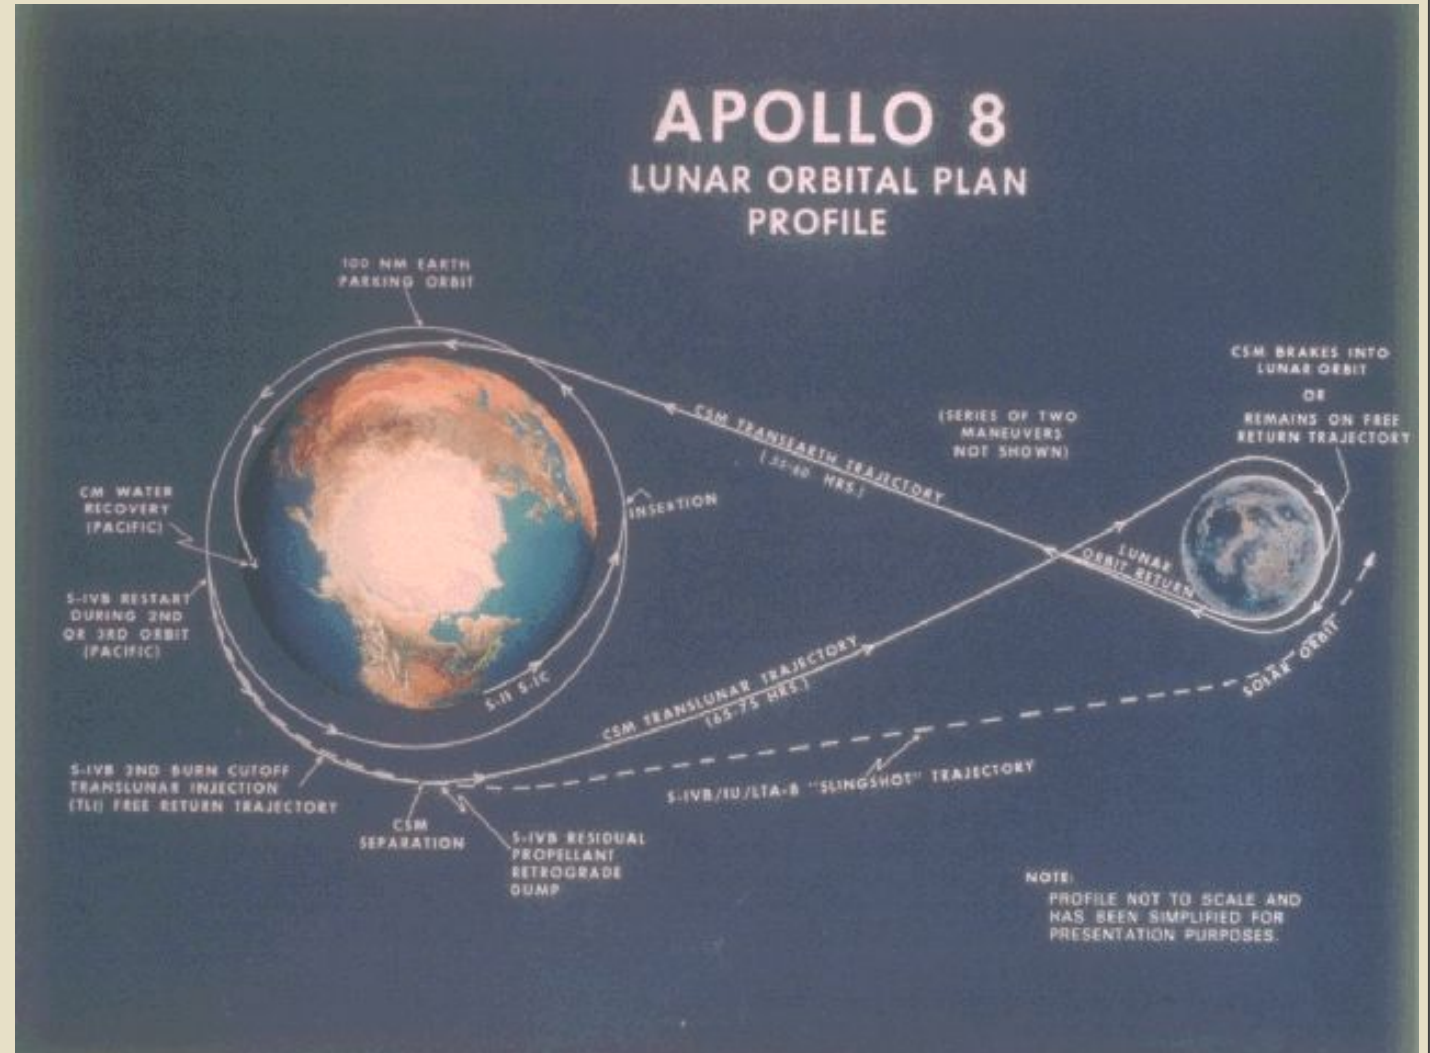 APOLLO 8
LUNAR ORBITAL PLAN
PROFILE
100 NM EARTH
PARKING ORBIT
CSM BRAKES INTO
LUNAR ORBIT
OR
REMAINS ON FREE
RETURN TRAJECTORY
(SERIES OF TWO
MANEUVERS
NOT SHOWN)
CSM TRANSEARTH TRAJECTORY
HRS.)
INSERTION
CM WATER
RECOVERY
(PACIFIC)
LUNAR
ORBIT RETURN
S-IVB RESTART
DURING 2ND
OR 3RD ORBIT
(PACIFIC)
S-II S-IC
CSM TRANSLUNAR TRAJECTORY
(65-75 HRS.)
SOLAR ORBIT
S-IVB 2ND BURN CUTOFF
TRANSLUNAR INJECTION
(TLI) FREE RETURN TRAJECTORY
S-IVB/IU/LTA-B "SLINGSHOT" TRAJECTORY
CSM
SEPARATION
S-IVB RESIDUAL
PROPELLANT
RETROGRADE
DUMP
NOTE:
PROFILE NOT TO SCALE AND
HAS BEEN SIMPLIFIED FOR
PRESENTATION PURPOSES.